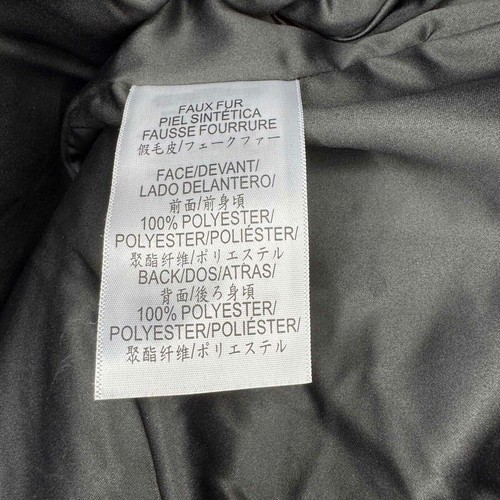 FAUX FUR
PIEL SINTÉTICA
FAUSSE FOURRURE
假毛皮/フェークファー
FACE/DEVANT/
LADO DELANTERO/
前面/前身頃
100% POLYESTER/
POLYESTER/POLIÉSTER/
聚酯纤维/ポリエステル
BACK/DOS/ATRAS/
背面/後ろ身頃
100% POLYESTER/
POLYESTER/POLIÉSTER/
聚酯纤维/ポリエステル